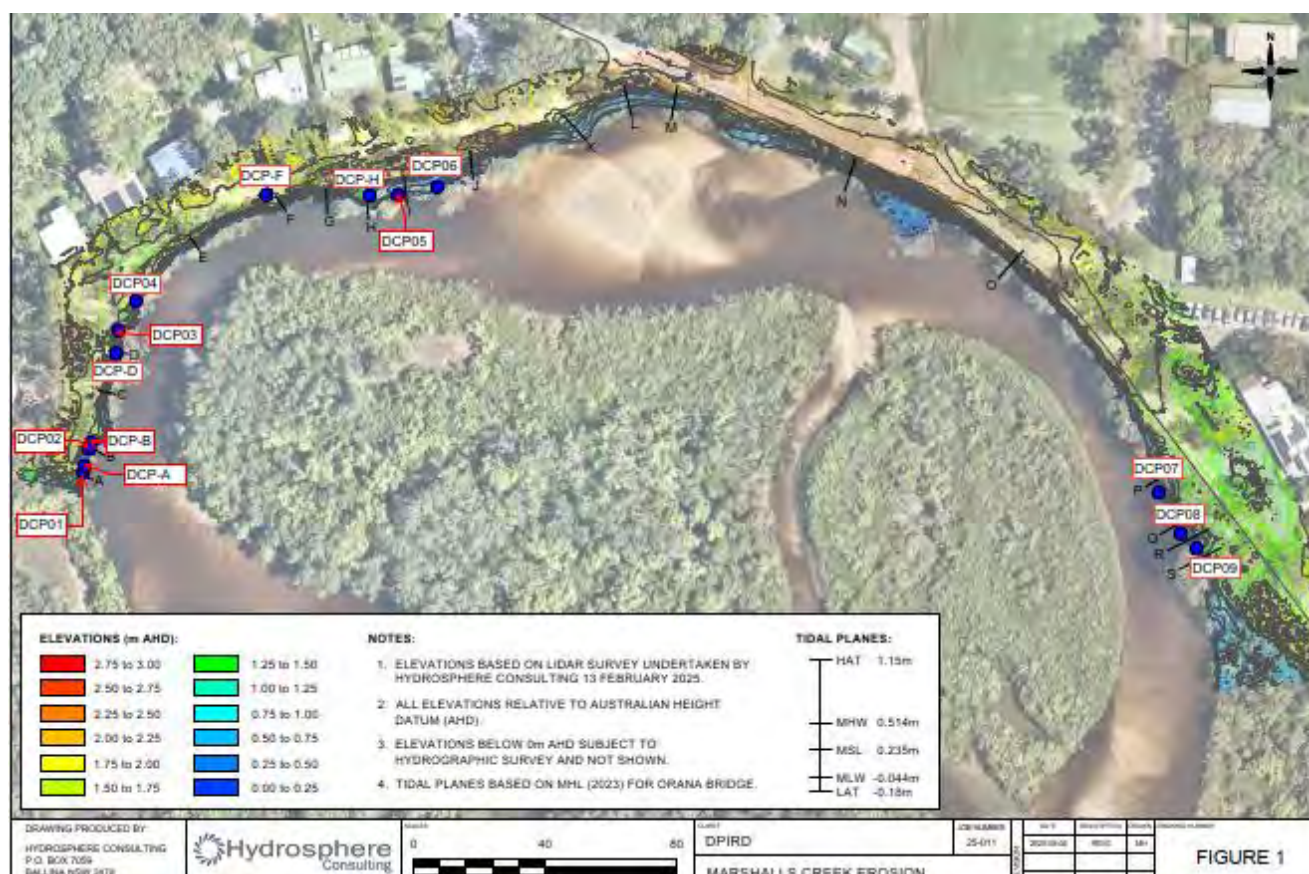 N
DCP-F
DCP-H
DCP06
F
G
H
I
J
K
L
M
N
DCP05
E
O
DCP04
DCP03
D
DCP-D
C
DCP02
DCP-B
B
DCP-A
A
DCP01
DCP07
P
DCP08
Q
R
S
DCP09
ELEVATIONS (m AHD):
2.75 to 3.00
2.50 to 2.75
2.25 to 2.50
2.00 to 2.25
1.75 to 2.00
1.50 to 1.75
1.25 to 1.50
1.00 to 1.25
0.75 to 1.00
0.50 to 0.75
0.25 to 0.50
0.00 to 0.25
NOTES:
1. ELEVATIONS BASED ON LIDAR SURVEY UNDERTAKEN BY
HYDROSPHERE CONSULTING 13 FEBRUARY 2025.
2. ALL ELEVATIONS RELATIVE TO AUSTRALIAN HEIGHT
DATUM (AHD)
3. ELEVATIONS BELOW 0m AHD SUBJECT TO
HYDROGRAPHIC SURVEY AND NOT SHOWN.
4. TIDAL PLANES BASED ON MHL (2023) FOR ORANA BRIDGE.
TIDAL PLANES:
HAT 1.15m
MHW 0.514m
MSL 0.235m
MLW -0.044m
LAT -0.18m
DRAWING PRODUCED BY
HYDROSPHERE CONSULTING
P.O. BOX 7059
BALLINA NSW 2478
Hydrosphere
Consulting
0 40 80
DPIRD
MARSHALLS CREEK EROSION
JOB NUMBER
25-011
FIGURE 1